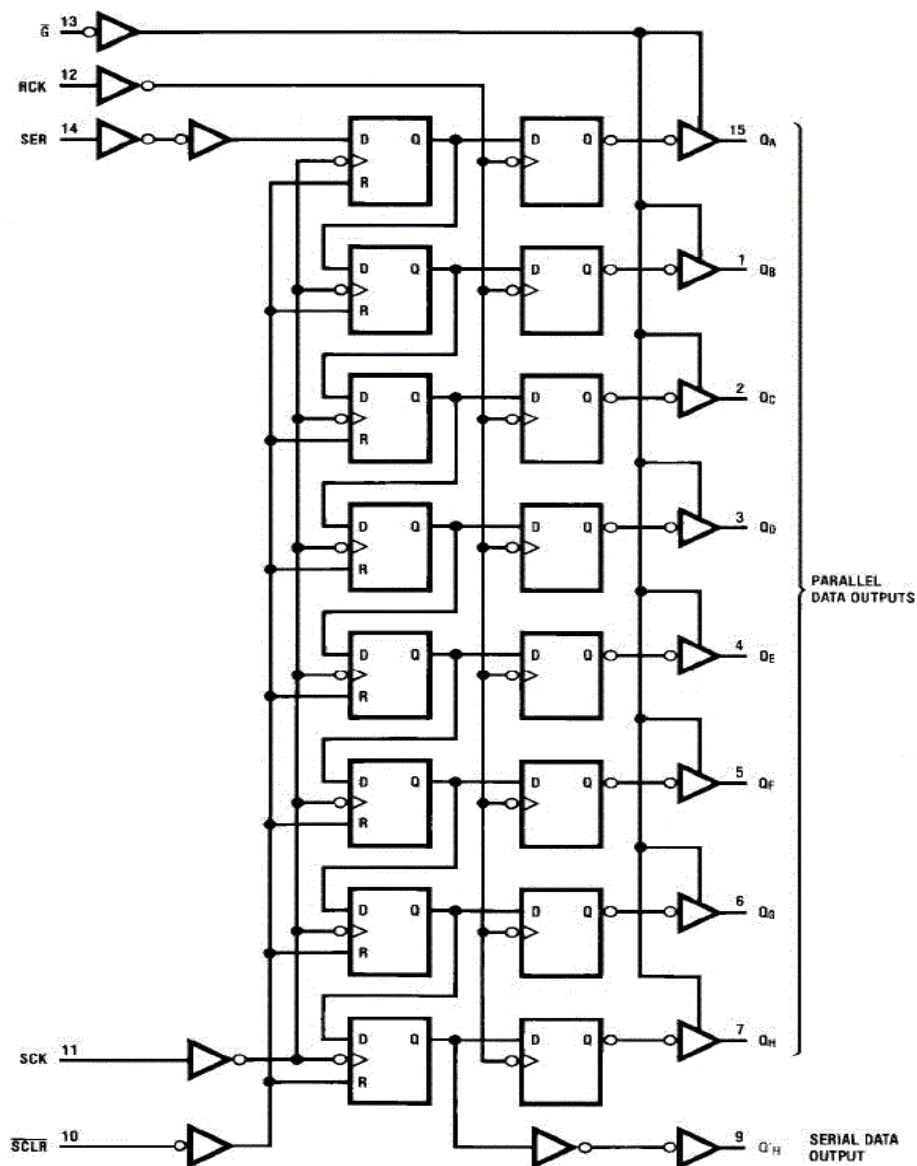 G̅ 13
RCK 12
SER 14
D Q
R
D Q
15 QA
D Q
R
D Q
1 QB
D Q
R
D Q
2 QC
D Q
R
D Q
3 QD
PARALLEL
DATA OUTPUTS
D Q
R
D Q
4 QE
D Q
R
D Q
5 QF
D Q
R
D Q
6 QG
D Q
R
D Q
7 QH
SCK 11
S̅C̅L̅R̅ 10
9 Q'H
SERIAL DATA
OUTPUT